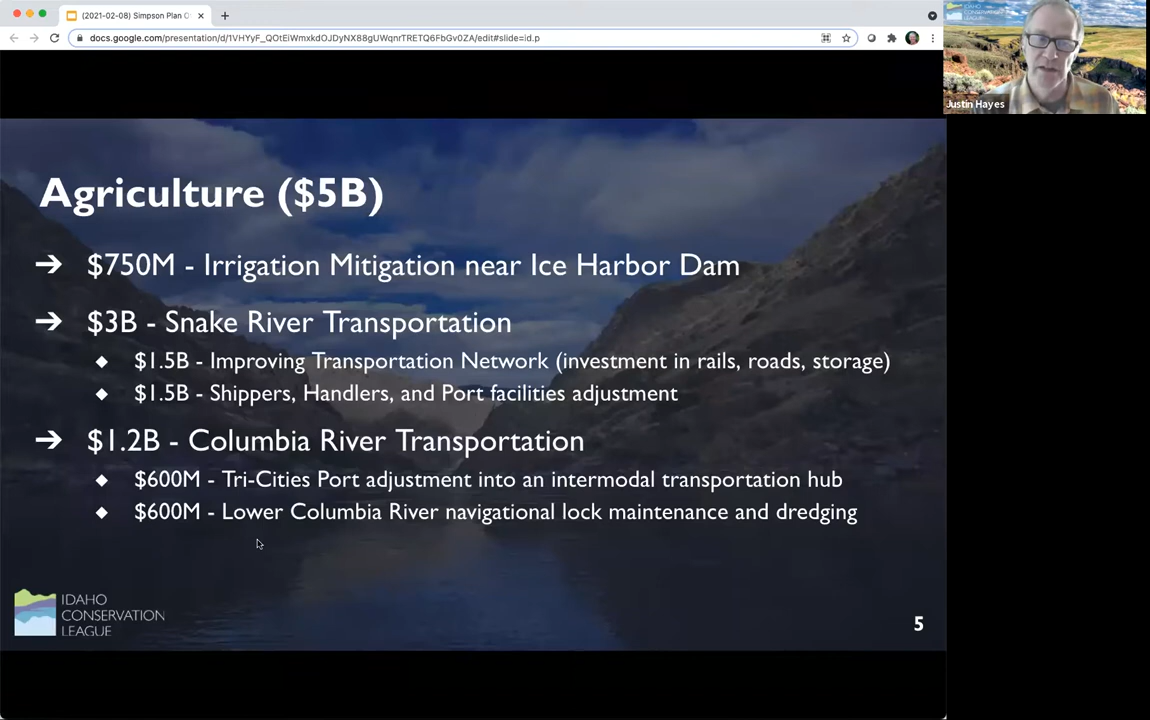 (2021-02-08) Simpson Plan O
docs.google.com/presentation/d/1VHYyF_QOtEiWmxkdOJDyNX88gUWqnrTRETQ6FbGv0ZA/edit#slide=id.p
IDAHO
CONSERVATION
LEAGUE
Justin Hayes
Agriculture ($5B)
➔ $750M - Irrigation Mitigation near Ice Harbor Dam
➔ $3B - Snake River Transportation
◆ $1.5B - Improving Transportation Network (investment in rails, roads, storage)
◆ $1.5B - Shippers, Handlers, and Port facilities adjustment
➔ $1.2B - Columbia River Transportation
◆ $600M - Tri-Cities Port adjustment into an intermodal transportation hub
◆ $600M - Lower Columbia River navigational lock maintenance and dredging
IDAHO
CONSERVATION
LEAGUE
5